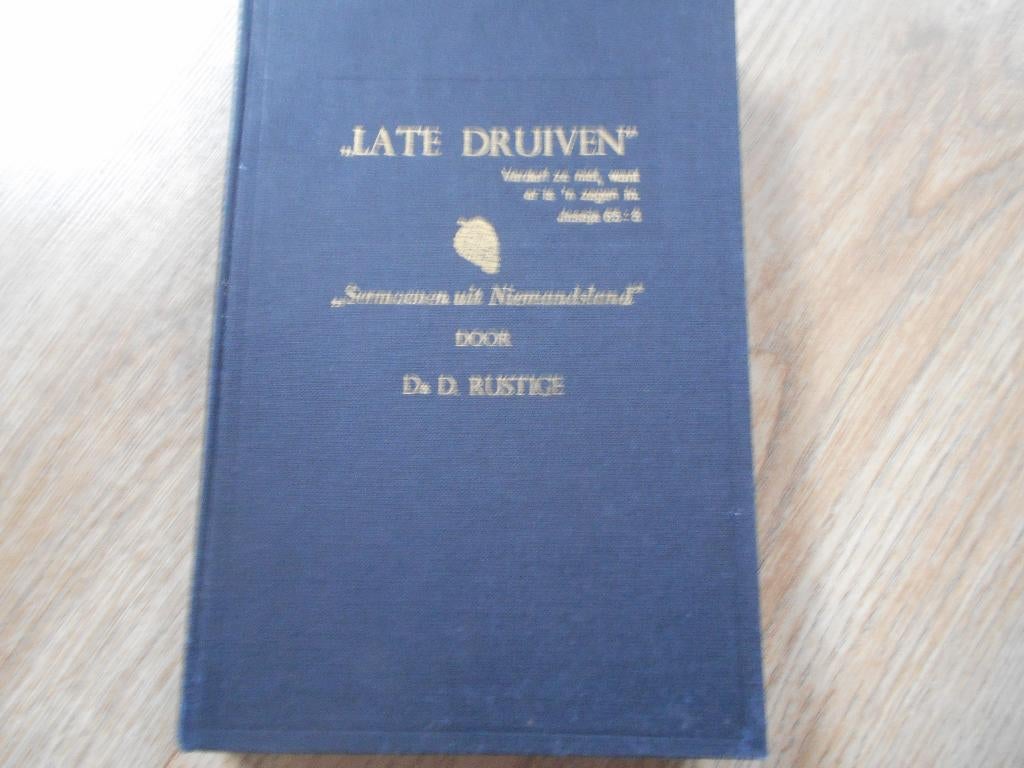 „LATE DRUIVEN”
Verderf ze niet, want
er is 'n zegen in.
Jesaja 65 : 8
„Sermoenen uit Niemandsland”
DOOR
Ds D. RUSTIGE